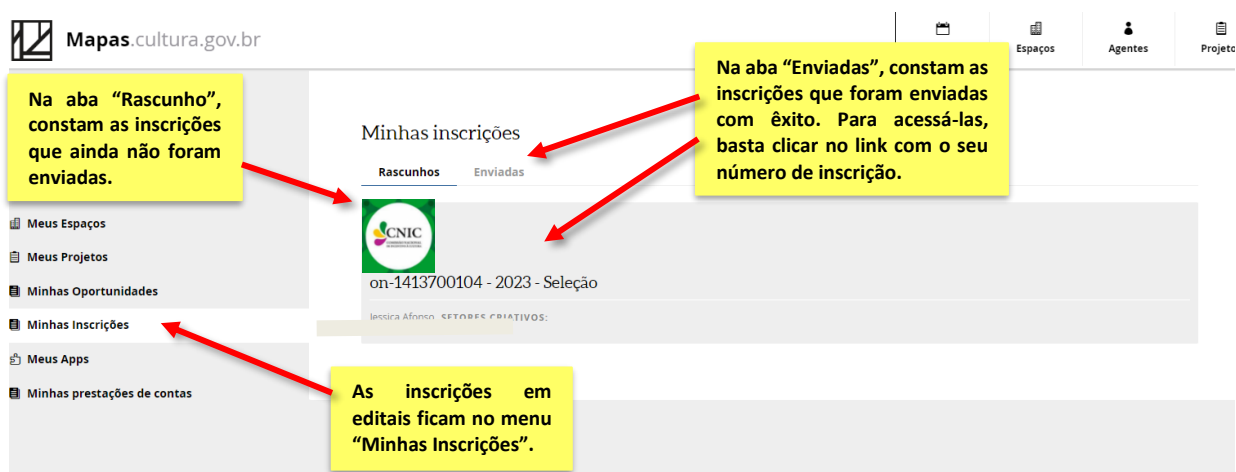 Mapas.cultura.gov.br
Espaços
Agentes
Projeto
Na aba “Rascunho”,
constam as inscrições
que ainda não foram
enviadas.
Na aba “Enviadas”, constam as
inscrições que foram enviadas
com êxito. Para acessá-las,
basta clicar no link com o seu
número de inscrição.
Minhas inscrições
Rascunhos
Enviadas
CNIC
on-1413700104 - 2023 - Seleção
Jessica Afonso SETORES CRIATIVOS:
Meus Espaços
Meus Projetos
Minhas Oportunidades
Minhas Inscrições
Meus Apps
Minhas prestações de contas
As inscrições em
editais ficam no menu
“Minhas Inscrições”.